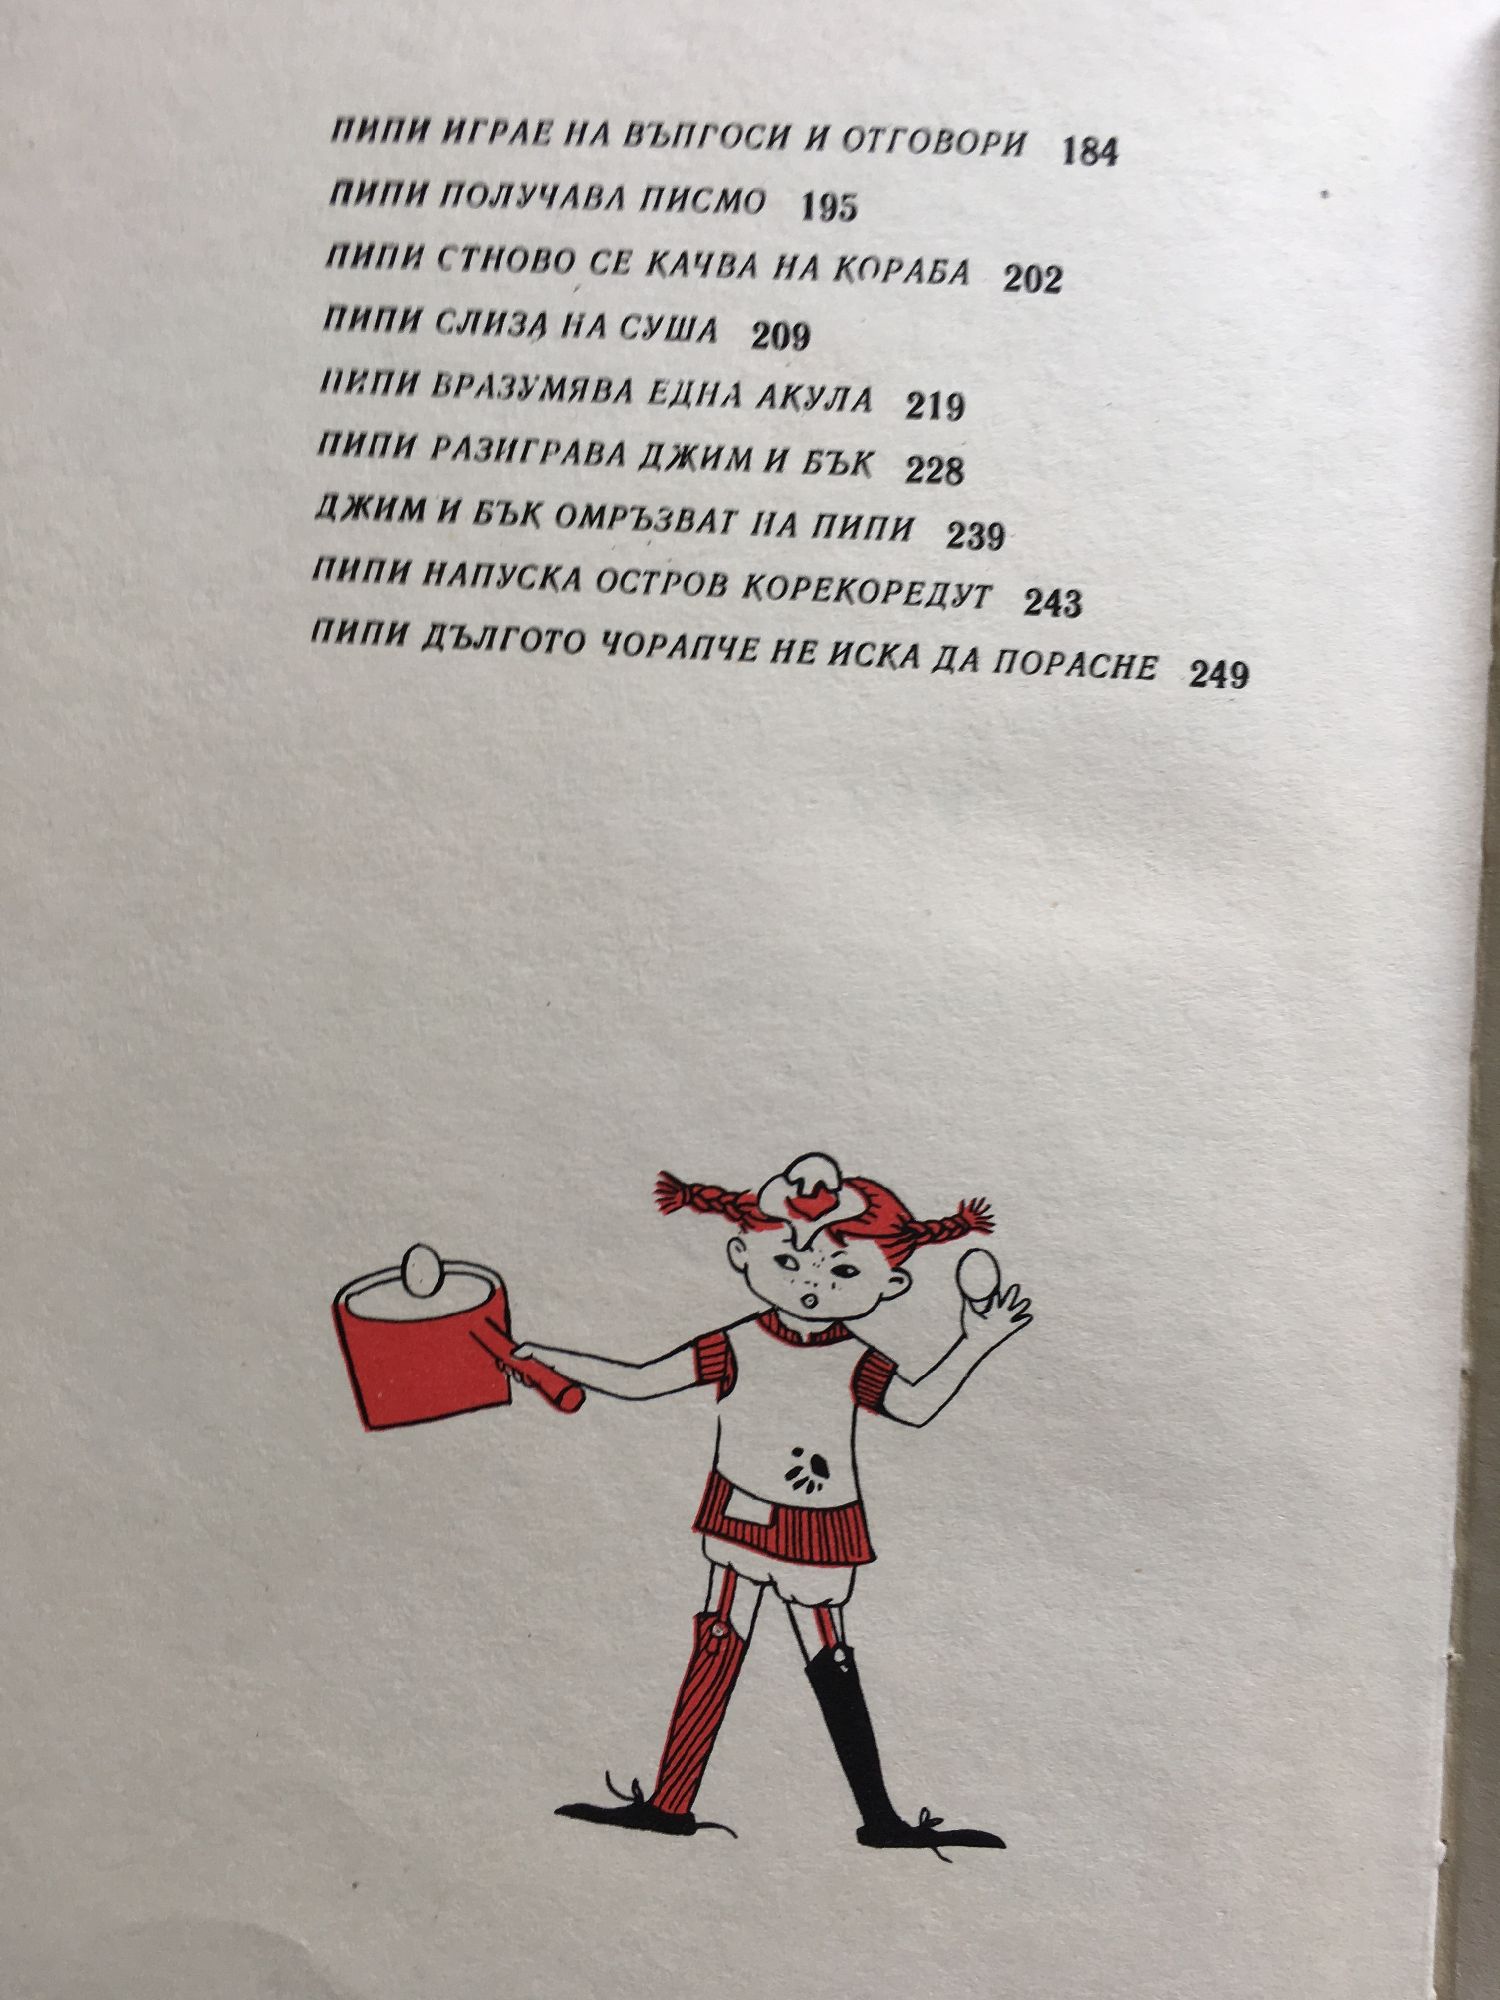 ПИПИ ИГРАЕ НА ВЪПГОСИ И ОТГОВОРИ 184
ПИПИ ПОЛУЧАВА ПИСМО 195
ПИПИ СТНОВО СЕ КАЧВА НА КОРАБА 202
ПИПИ СЛИЗА НА СУША 209
ПИПИ ВРАЗУМЯВА ЕДНА АКУЛА 219
ПИПИ РАЗИГРАВА ДЖИМ И БЪК 228
ДЖИМ И БЪК ОМРЪЗВАТ НА ПИПИ 239
ПИПИ НАПУСКА ОСТРОВ КОРЕКОРЕДУТ 243
ПИПИ ДЪЛГОТО ЧОРАПЧЕ НЕ ИСКА ДА ПОРАСНЕ 249